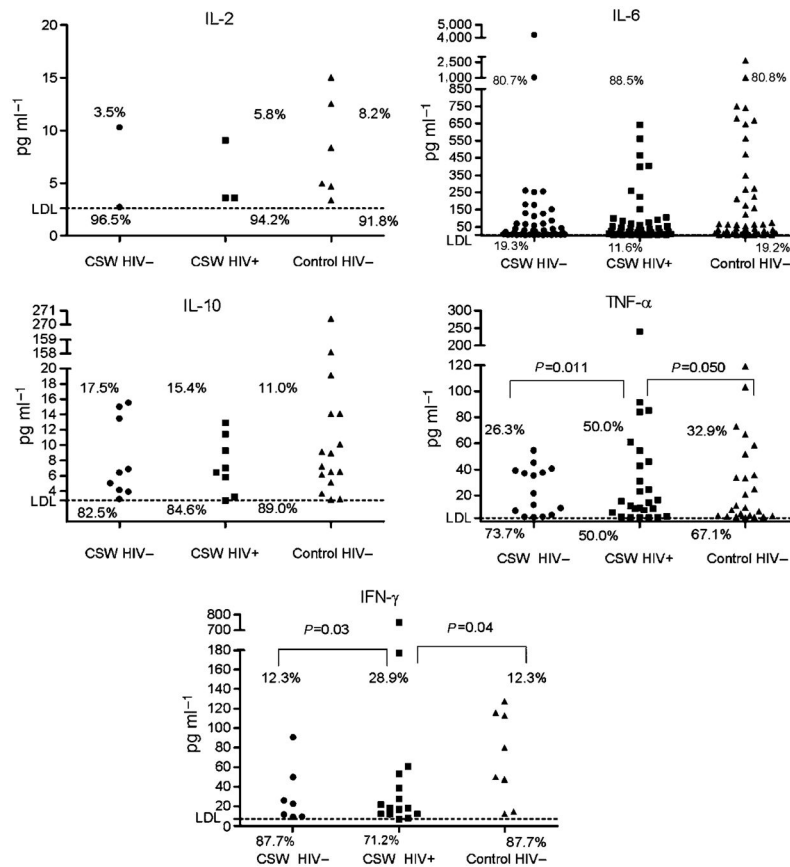 IL-2
20
15
10
5
0
pg ml−1
LDL
3.5%
5.8%
8.2%
96.5%
94.2%
91.8%
CSW HIV−
CSW HIV+
Control HIV−
IL-6
5,000
4,000
2,500
1,000
850
750
650
550
450
350
250
150
50
pg ml−1
LDL
80.7%
88.5%
80.8%
19.3%
11.6%
19.2%
CSW HIV−
CSW HIV+
Control HIV−
IL-10
271
270
159
158
20
18
16
14
12
10
8
6
4
pg ml−1
LDL
17.5%
15.4%
11.0%
82.5%
84.6%
89.0%
CSW HIV−
CSW HIV+
Control HIV−
TNF-α
300
250
200
120
100
80
60
40
20
pg ml−1
LDL
P=0.011
P=0.050
26.3%
50.0%
32.9%
73.7%
50.0%
67.1%
CSW HIV−
CSW HIV+
Control HIV−
IFN-γ
800
700
180
160
140
120
100
80
60
40
20
0
pg ml−1
LDL
P=0.03
P=0.04
12.3%
28.9%
12.3%
87.7%
71.2%
87.7%
CSW HIV−
CSW HIV+
Control HIV−